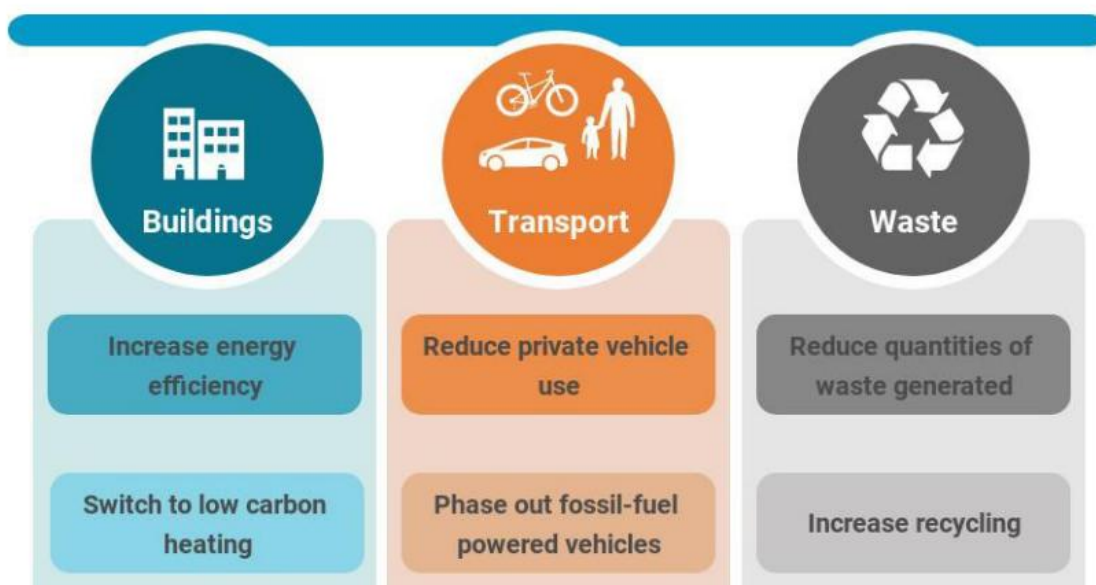 Buildings
Transport
Waste
Increase energy
efficiency
Reduce private vehicle
use
Reduce quantities of
waste generated
Switch to low carbon
heating
Phase out fossil-fuel
powered vehicles
Increase recycling